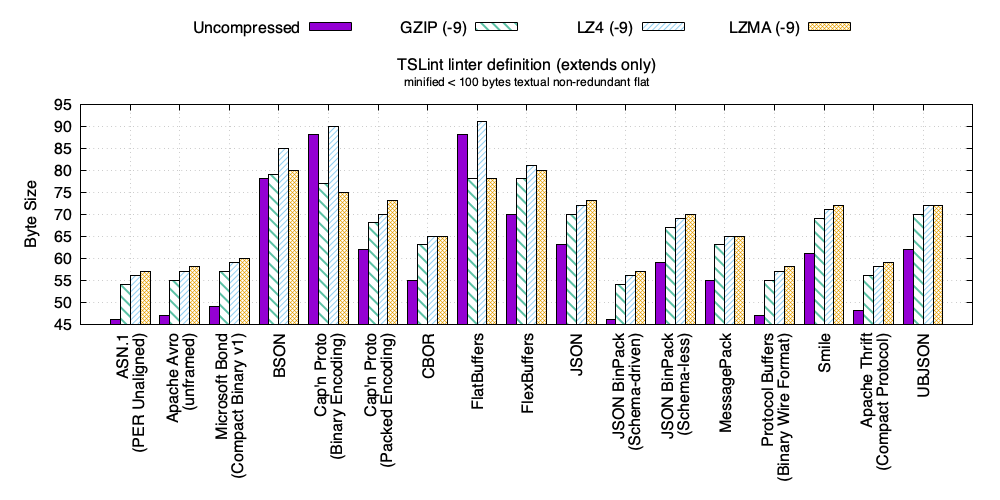 Uncompressed GZIP (-9) LZ4 (-9) LZMA (-9)
TSLint linter definition (extends only)
minified < 100 bytes textual non-redundant flat
95
90
85
80
75
70
65
60
55
50
45
Byte Size
ASN.1
(PER Unaligned)
Apache Avro
(unframed)
Microsoft Bond
(Compact Binary v1)
BSON
Cap'n Proto
(Binary Encoding)
Cap'n Proto
(Packed Encoding)
CBOR
FlatBuffers
FlexBuffers
JSON
JSON BinPack
(Schema-driven)
JSON BinPack
(Schema-less)
MessagePack
Protocol Buffers
(Binary Wire Format)
Smile
Apache Thrift
(Compact Protocol)
UBJSON